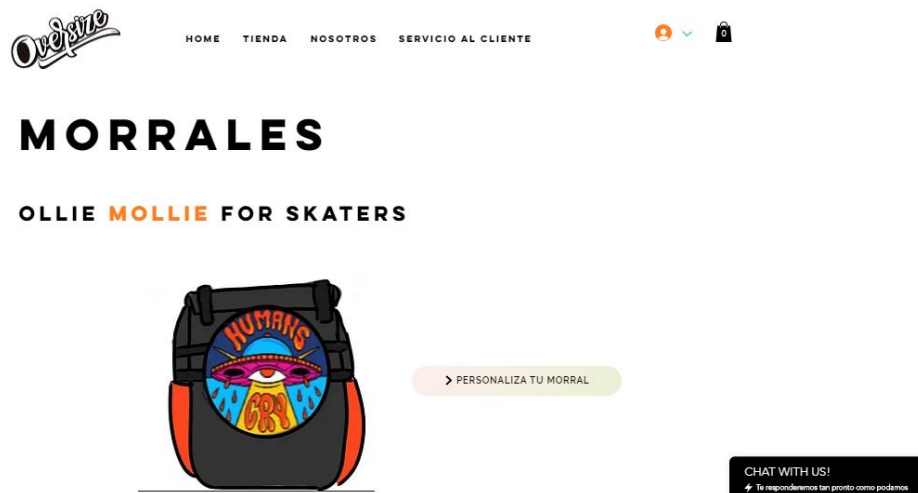 Oversize
HOME TIENDA NOSOTROS SERVICIO AL CLIENTE
0
MORRALES
OLLIE MOLLIE FOR SKATERS
HUMANS
CRY
PERSONALIZA TU MORRAL
CHAT WITH US!
Te responderemos tan pronto como podamos